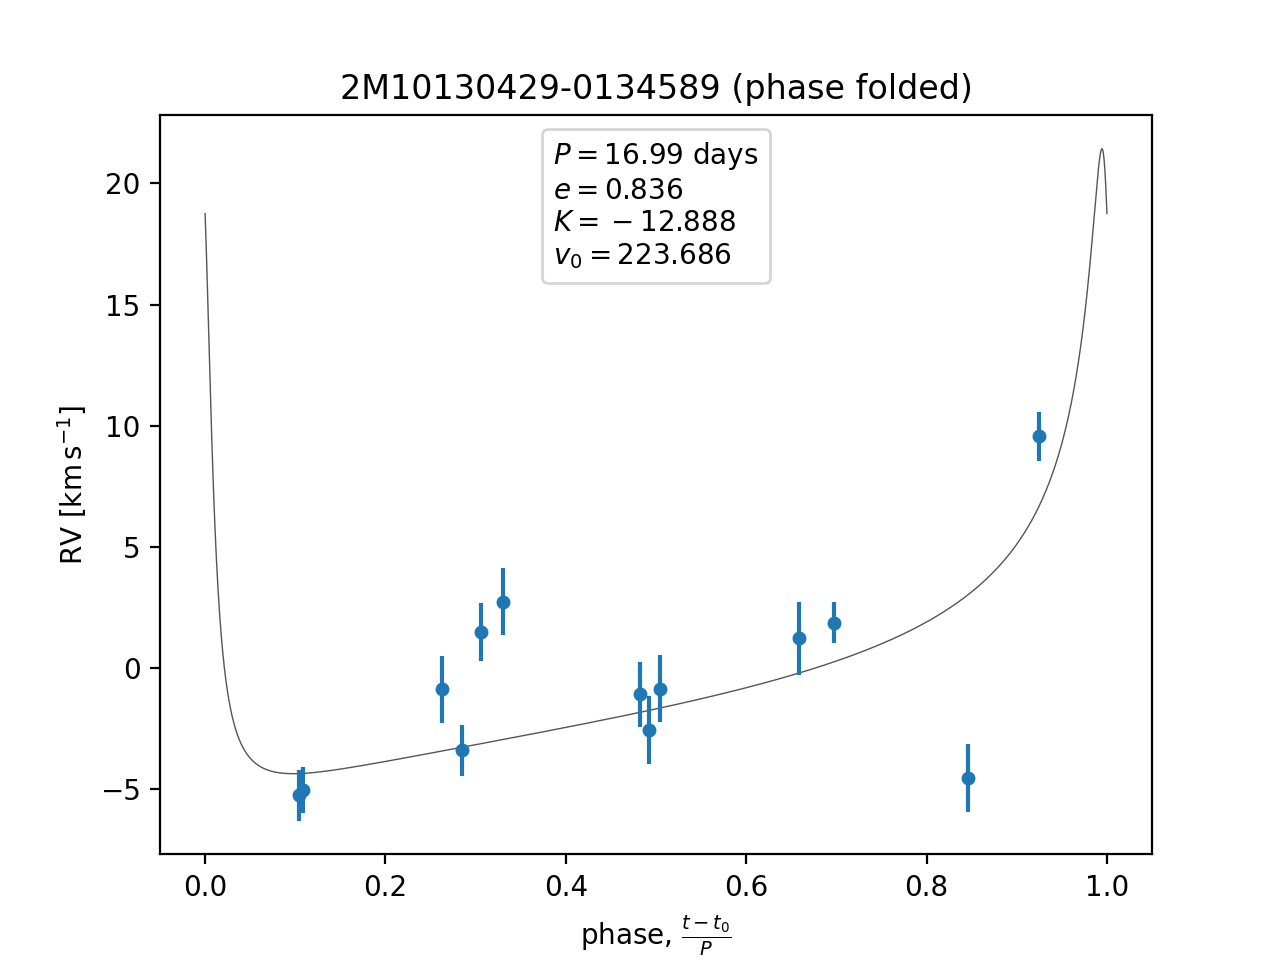 2M10130429-0134589 (phase folded)
P = 16.99 days
e = 0.836
K = −12.888
v₀ = 223.686
RV [km s⁻¹]
20
15
10
5
0
−5
0.0 0.2 0.4 0.6 0.8 1.0
phase, (t − t₀)/P